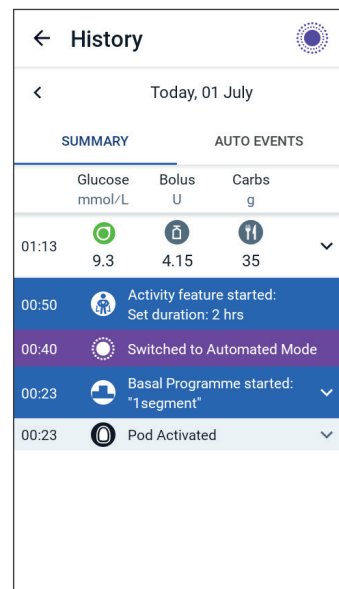 History
Today, 01 July
SUMMARY AUTO EVENTS
Glucose Bolus Carbs
mmol/L U g
01:13 9.3 4.15 35
00:50 Activity feature started:
Set duration: 2 hrs
00:40 Switched to Automated Mode
00:23 Basal Programme started:
"1segment"
00:23 Pod Activated